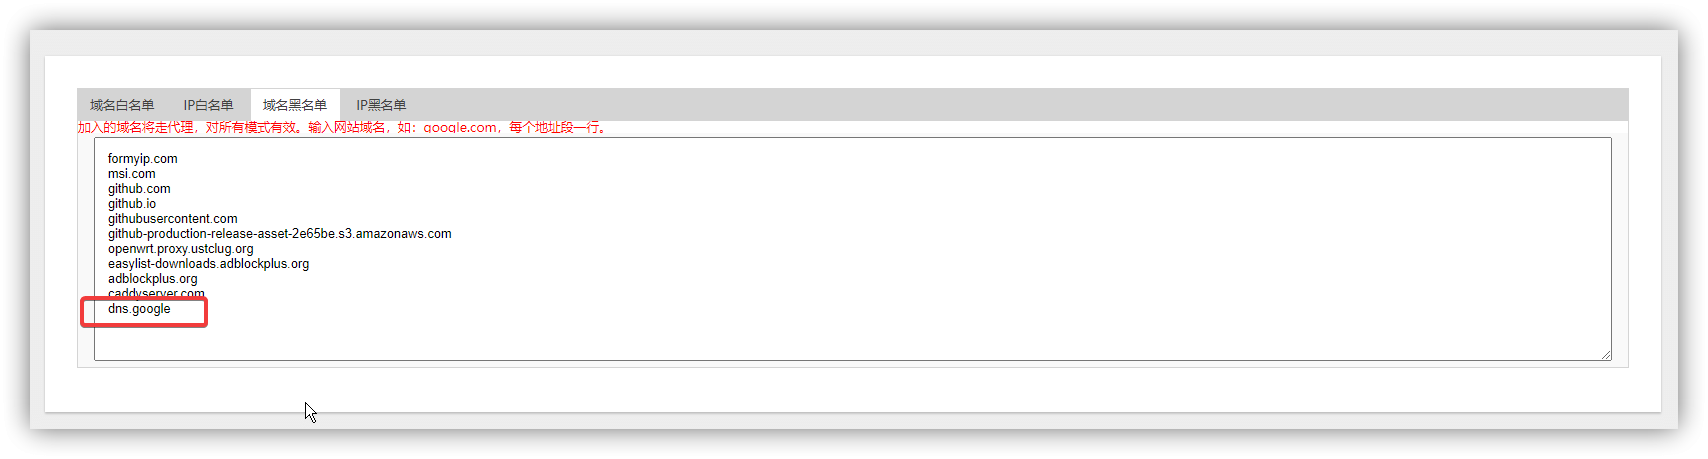 域名白名单 IP白名单 域名黑名单 IP黑名单
加入的域名将走代理，对所有模式有效。输入网站域名，如：google.com，每个地址段一行。
formyip.com
msi.com
github.com
github.io
githubusercontent.com
github-production-release-asset-2e65be.s3.amazonaws.com
openwrt.proxy.ustclug.org
easylist-downloads.adblockplus.org
adblockplus.org
caddyserver.com
dns.google